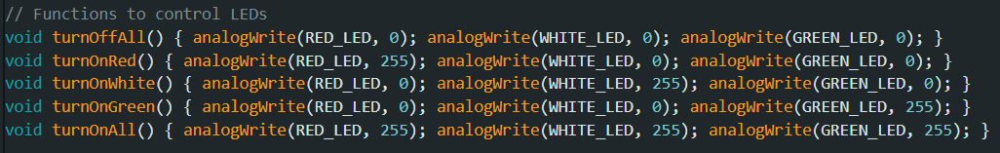 // Functions to control LEDs
void turnOffAll() { analogWrite(RED_LED, 0); analogWrite(WHITE_LED, 0); analogWrite(GREEN_LED, 0); }
void turnOnRed() { analogWrite(RED_LED, 255); analogWrite(WHITE_LED, 0); analogWrite(GREEN_LED, 0); }
void turnOnWhite() { analogWrite(RED_LED, 0); analogWrite(WHITE_LED, 255); analogWrite(GREEN_LED, 0); }
void turnOnGreen() { analogWrite(RED_LED, 0); analogWrite(WHITE_LED, 0); analogWrite(GREEN_LED, 255); }
void turnOnAll() { analogWrite(RED_LED, 255); analogWrite(WHITE_LED, 255); analogWrite(GREEN_LED, 255); }